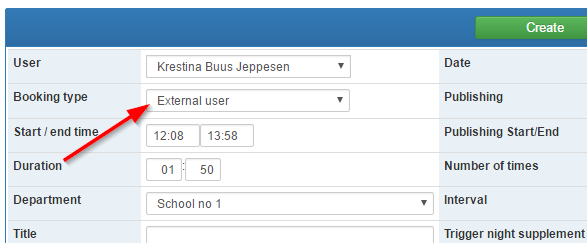 Create
User Krestina Buus Jeppesen Date
Booking type External user Publishing
Start / end time 12:08 13:58 Publishing Start/End
Duration 01 : 50 Number of times
Department School no 1 Interval
Title Trigger night supplement